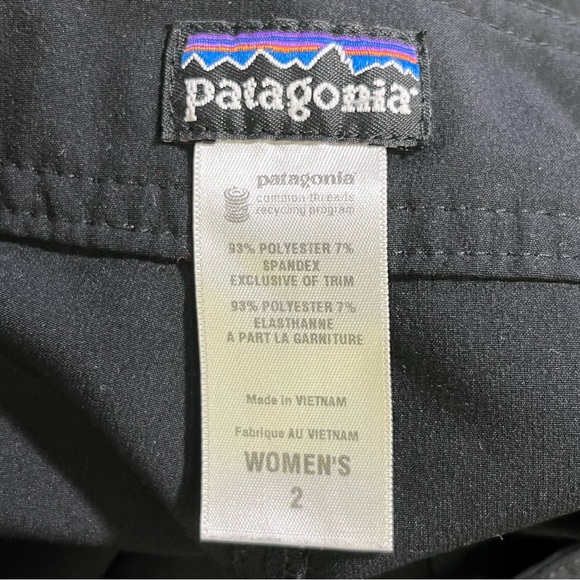 patagonia
patagonia
common threads
recycling program
93% POLYESTER 7%
SPANDEX
EXCLUSIVE OF TRIM
93% POLYESTER 7%
ELASTHANNE
A PART LA GARNITURE
Made in VIETNAM
Fabrique AU VIETNAM
WOMEN'S
2